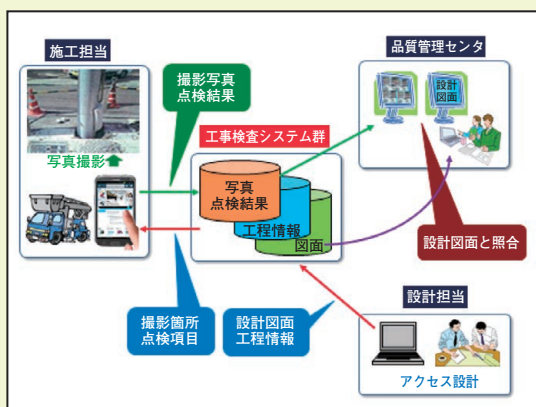 施工担当
写真撮影
撮影写真
点検結果
工事検査システム群
写真
点検結果
工程情報
図面
品質管理センタ
設計
図面
設計図面と照合
撮影箇所
点検項目
設計図面
工程情報
設計担当
アクセス設計